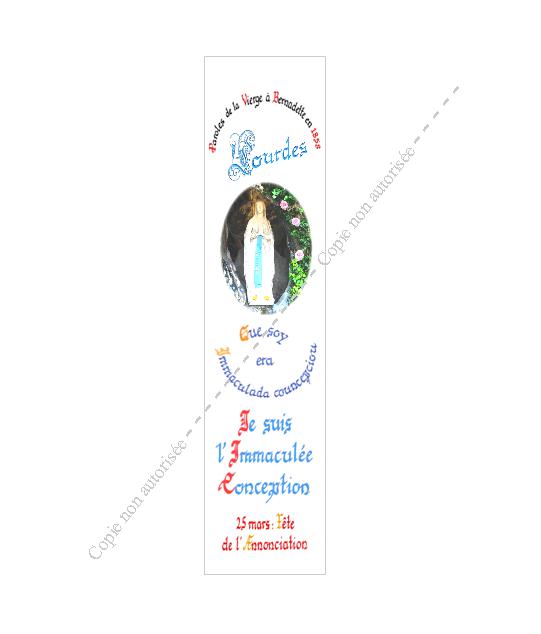 Paroles de la Vierge à Bernadette en 1858
Lourdes
Que soy
era
Immaculada councepciou
Je suis
l'Immaculée
Conception
25 mars : Fête
de l'Annonciation
Copie non autorisée - - - - - - - Copie non autorisée - - - - - -